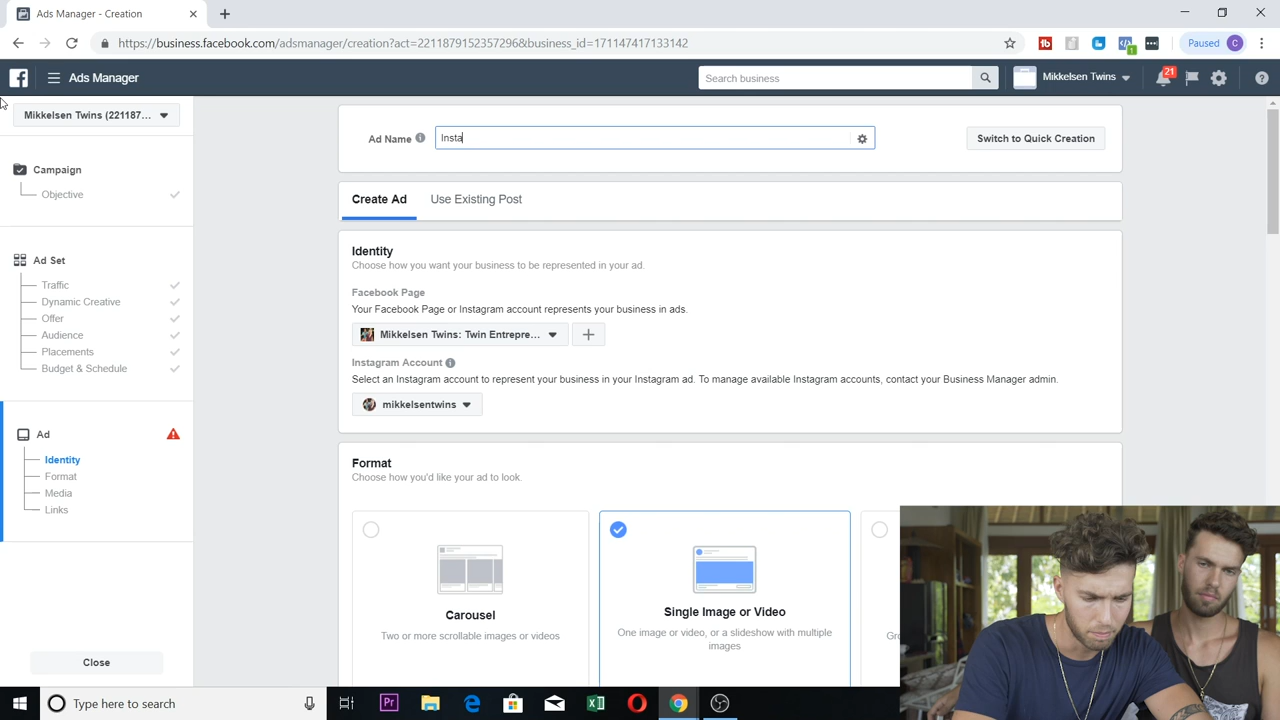 Ads Manager - Creation
https://business.facebook.com/adsmanager/creation?act=2211879152357296&business_id=171147417133142
Paused C
Ads Manager
Search business
Mikkelsen Twins
21
Mikkelsen Twins (221187...
Campaign
Objective
Ad Set
Traffic
Dynamic Creative
Offer
Audience
Placements
Budget & Schedule
Ad
Identity
Format
Media
Links
Close
Ad Name
Insta
Switch to Quick Creation
Create Ad
Use Existing Post
Identity
Choose how you want your business to be represented in your ad.
Facebook Page
Your Facebook Page or Instagram account represents your business in ads.
Mikkelsen Twins: Twin Entrepre...
Instagram Account
Select an Instagram account to represent your business in your Instagram ad. To manage available Instagram accounts, contact your Business Manager admin.
mikkelsentwins
Format
Choose how you'd like your ad to look.
Carousel
Two or more scrollable images or videos
Single Image or Video
One image or video, or a slideshow with multiple
images
Type here to search
Pr